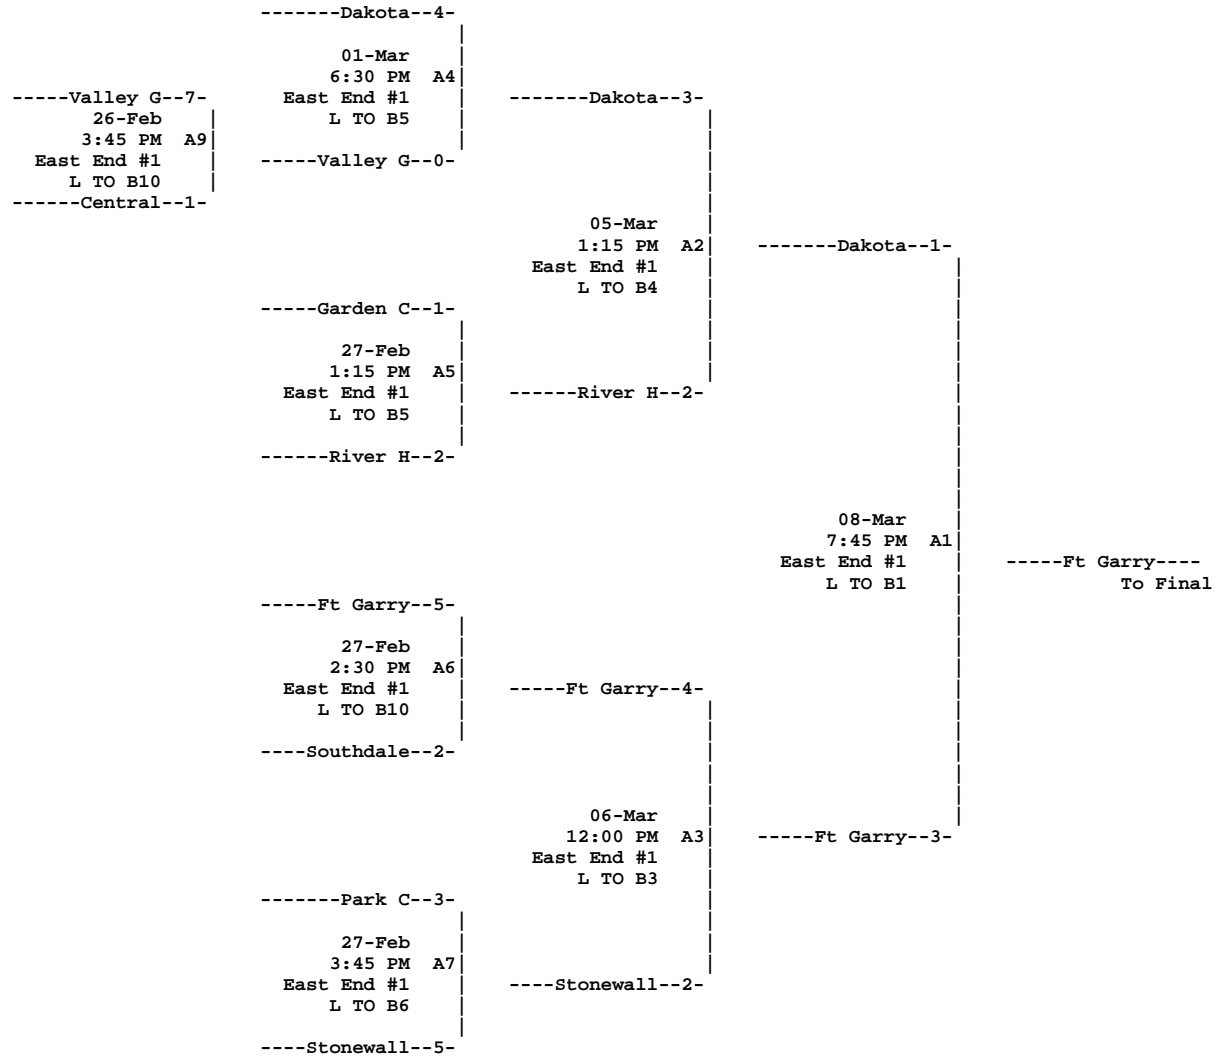 -------Dakota--4-
01-Mar
6:30 PM A4
-----Valley G--7- East End #1 -------Dakota--3-
26-Feb L TO B5
3:45 PM A9
East End #1 -----Valley G--0-
L TO B10
------Central--1-
05-Mar
1:15 PM A2 -------Dakota--1-
East End #1
L TO B4
-----Garden C--1-
27-Feb
1:15 PM A5
East End #1 ------River H--2-
L TO B5
------River H--2-
08-Mar
7:45 PM A1
East End #1 -----Ft Garry----
L TO B1 To Final
-----Ft Garry--5-
27-Feb
2:30 PM A6
East End #1 -----Ft Garry--4-
L TO B10
----Southdale--2-
06-Mar
12:00 PM A3 -----Ft Garry--3-
East End #1
L TO B3
-------Park C--3-
27-Feb
3:45 PM A7
East End #1 ----Stonewall--2-
L TO B6
----Stonewall--5-